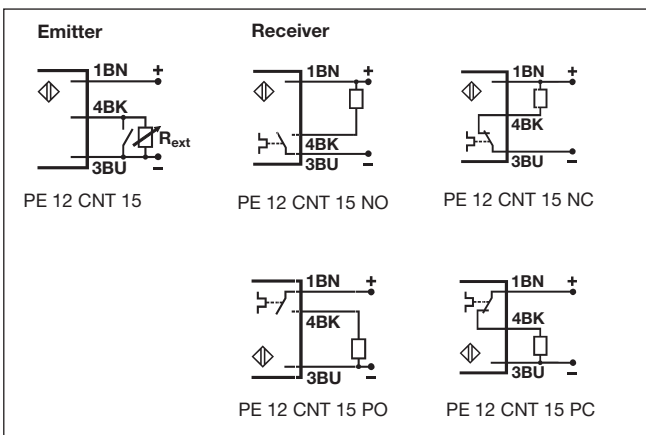 Emitter
Receiver
1BN +
4BK
Rext
3BU −
PE 12 CNT 15
1BN +
4BK
3BU −
PE 12 CNT 15 NO
1BN +
4BK
3BU −
PE 12 CNT 15 NC
1BN +
4BK
3BU −
PE 12 CNT 15 PO
1BN +
4BK
3BU −
PE 12 CNT 15 PC